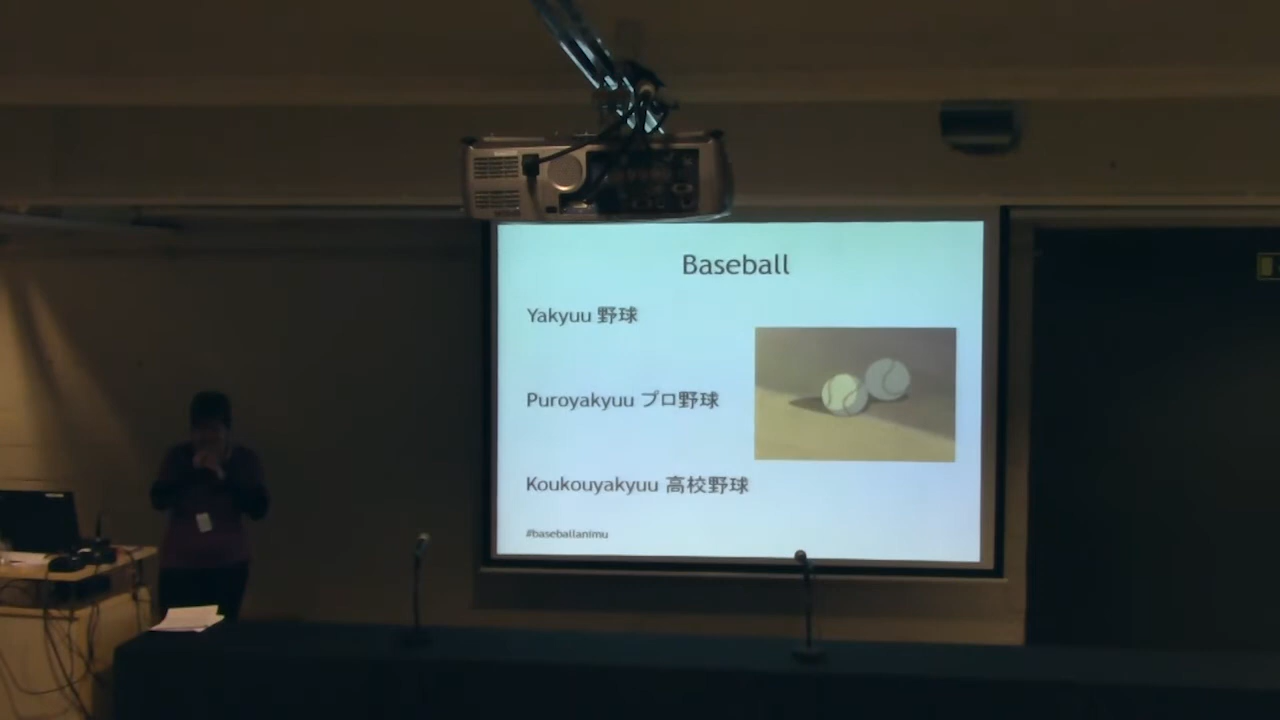 Baseball
Yakyuu 野球
Puroyakyuu プロ野球
Koukouyakyuu 高校野球
#baseballanimu